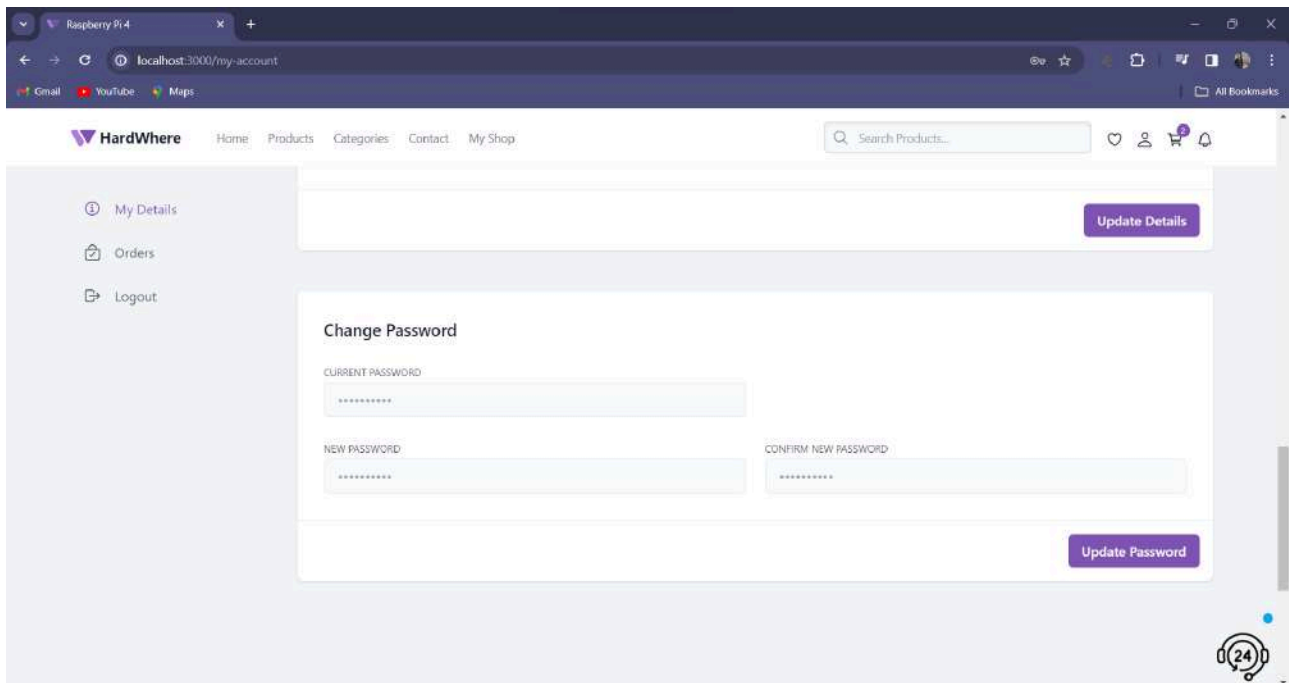 Raspberry Pi 4
localhost:3000/my-account
Gmail YouTube Maps All Bookmarks
HardWhere Home Products Categories Contact My Shop Search Products... 2
My Details
Update Details
Orders
Logout
Change Password
CURRENT PASSWORD
••••••••••
NEW PASSWORD CONFIRM NEW PASSWORD
•••••••••• ••••••••••
Update Password
24